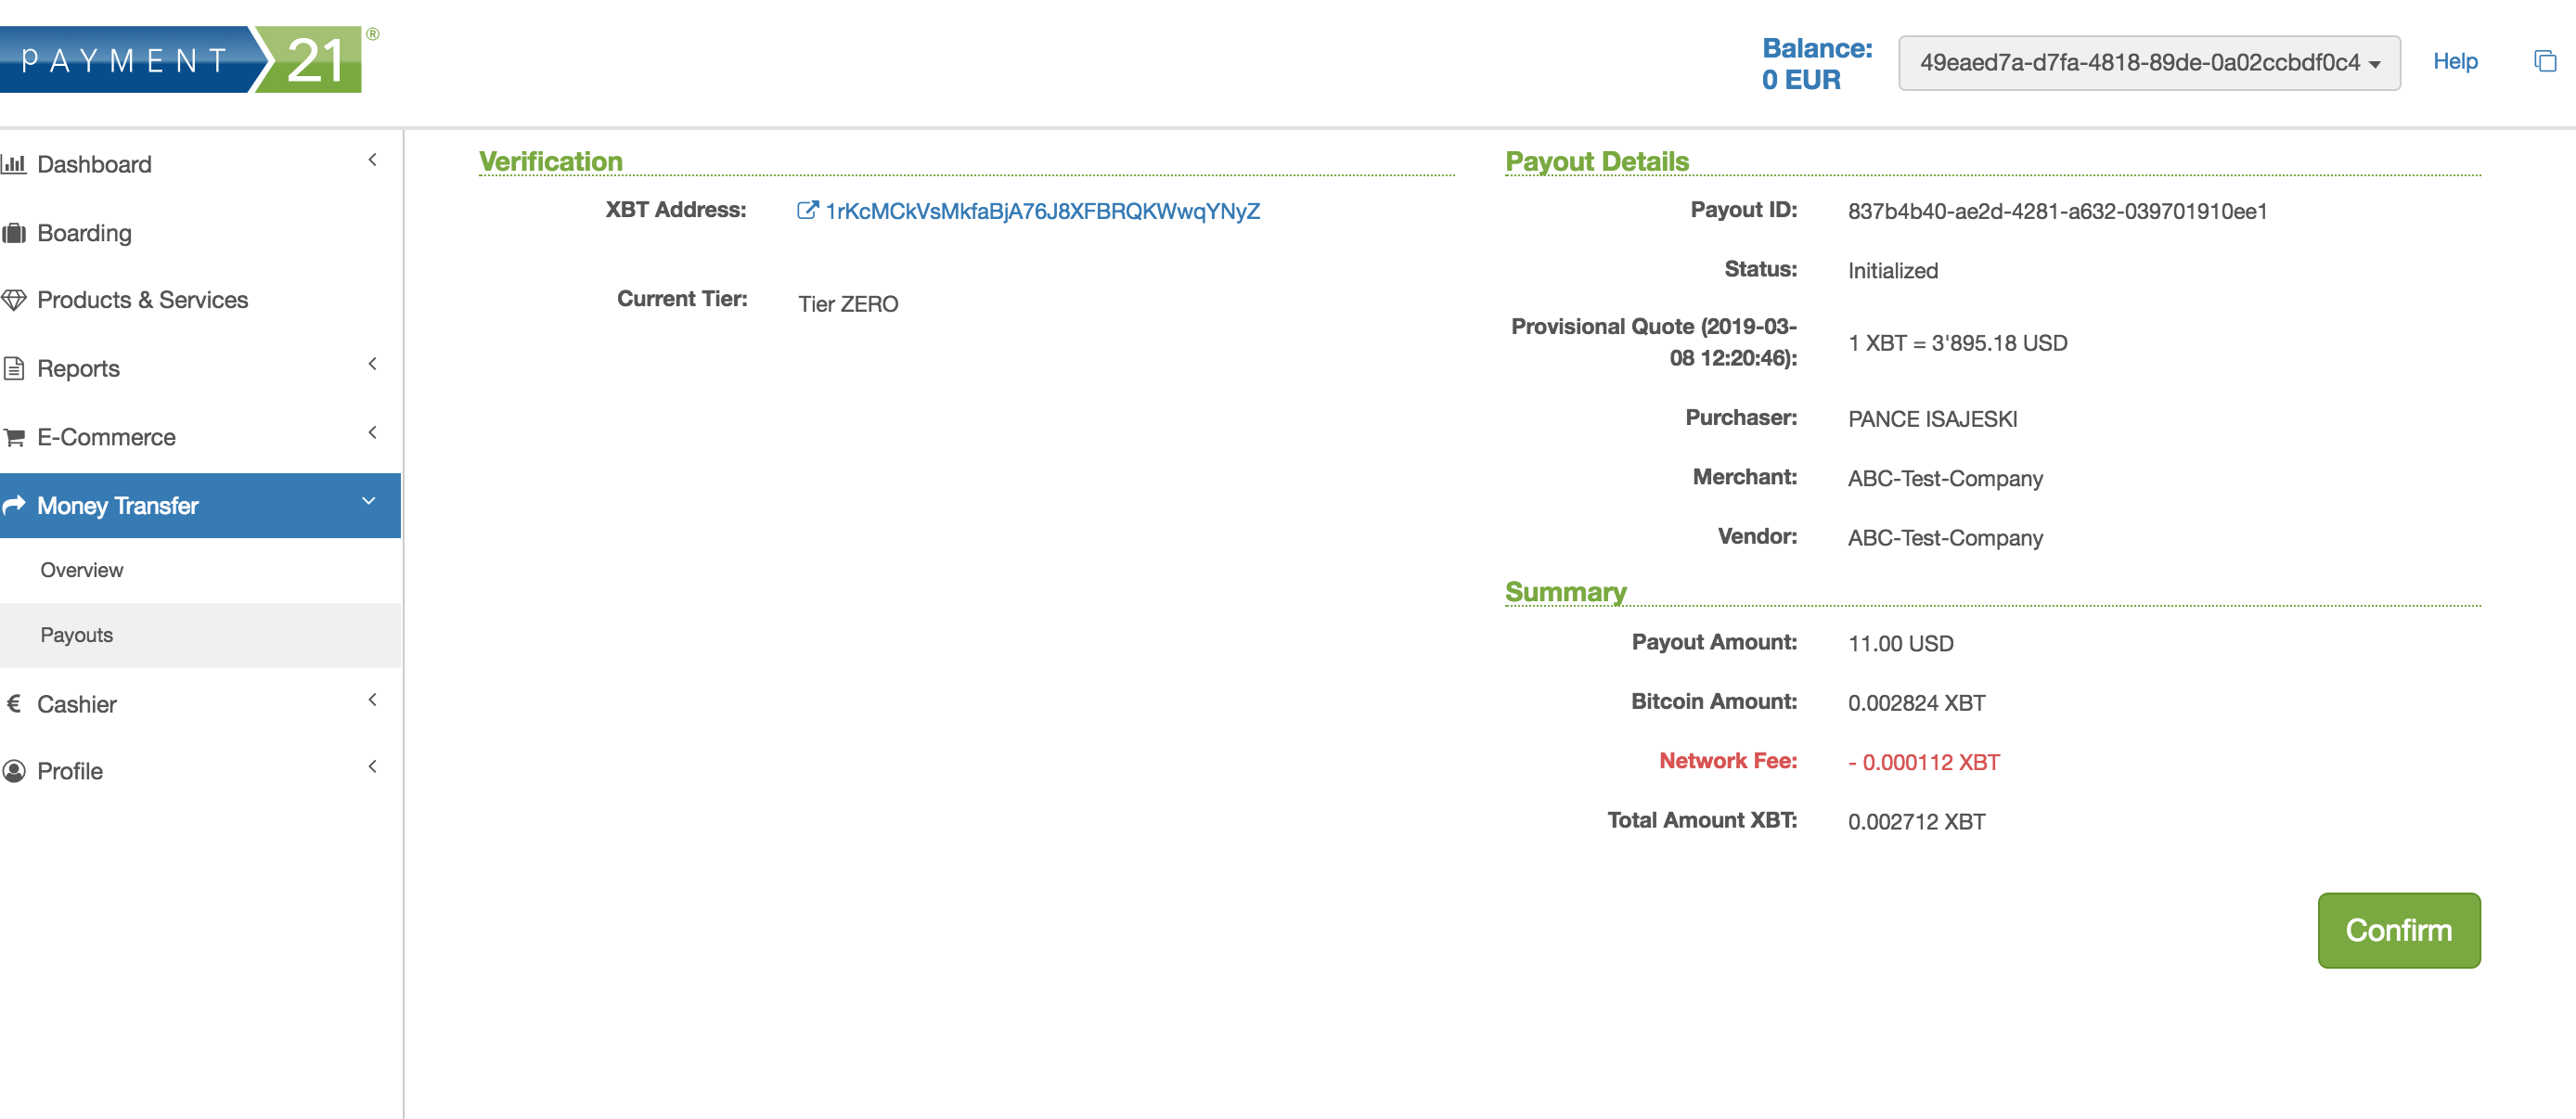 PAYMENT 21®
Balance:
0 EUR
49eaed7a-d7fa-4818-89de-0a02ccbdf0c4
Help
Dashboard
Boarding
Products & Services
Reports
E-Commerce
Money Transfer
Overview
Payouts
Cashier
Profile
Verification
XBT Address: 1rKcMCkVsMkfaBjA76J8XFBRQKWwqYNyZ
Current Tier: Tier ZERO
Payout Details
Payout ID: 837b4b40-ae2d-4281-a632-039701910ee1
Status: Initialized
Provisional Quote (2019-03-
08 12:20:46): 1 XBT = 3'895.18 USD
Purchaser: PANCE ISAJESKI
Merchant: ABC-Test-Company
Vendor: ABC-Test-Company
Summary
Payout Amount: 11.00 USD
Bitcoin Amount: 0.002824 XBT
Network Fee: - 0.000112 XBT
Total Amount XBT: 0.002712 XBT
Confirm